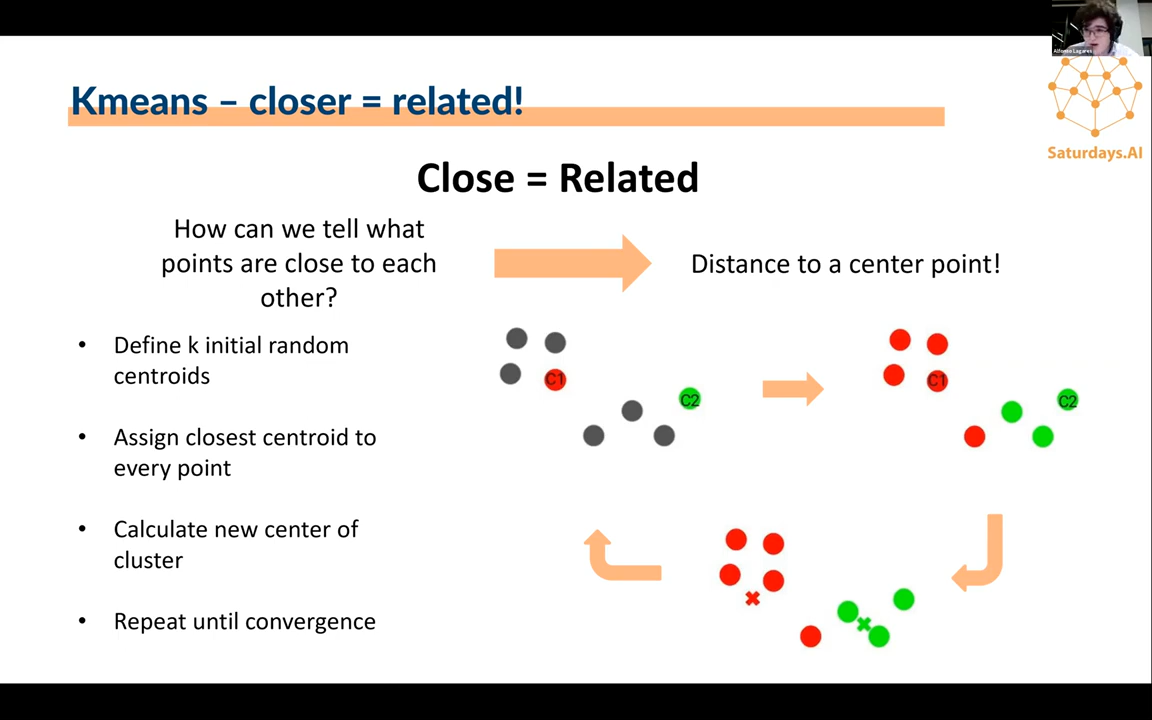 Alfonso Lagares
Kmeans – closer = related!
Saturdays.AI
Close = Related
How can we tell what
points are close to each
other?
Distance to a center point!
• Define k initial random
centroids
• Assign closest centroid to
every point
• Calculate new center of
cluster
• Repeat until convergence
C1
C2
C1
C2